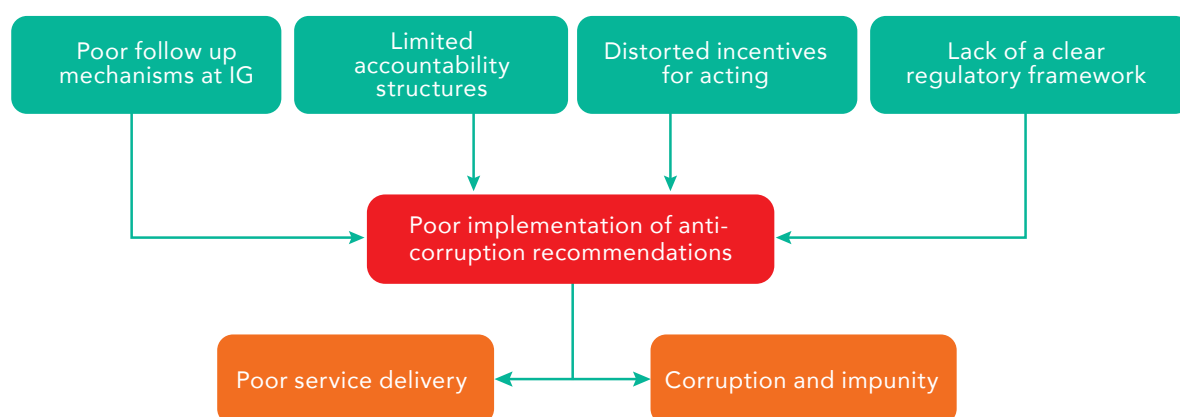 Poor follow up
mechanisms at IG
Limited
accountability
structures
Distorted incentives
for acting
Lack of a clear
regulatory framework
Poor implementation of anti-
corruption recommendations
Poor service delivery
Corruption and impunity